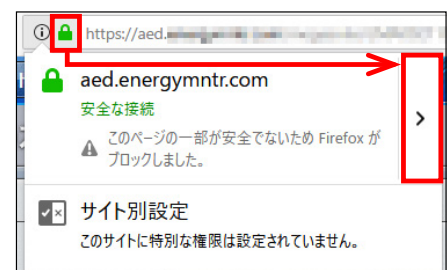 https://aed.
aed.energymntr.com
安全な接続
このページの一部が安全でないため Firefox が
ブロックしました。
サイト別設定
このサイトに特別な権限は設定されていません。